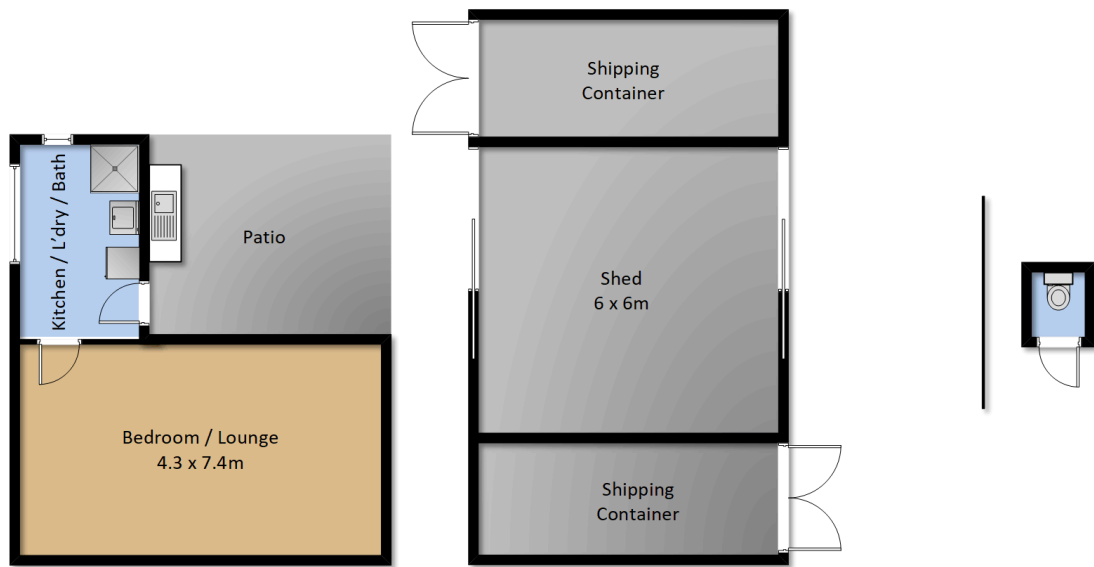 Kitchen / L'dry / Bath
Patio
Bedroom / Lounge
4.3 x 7.4m
Shipping
Container
Shed
6 x 6m
Shipping
Container